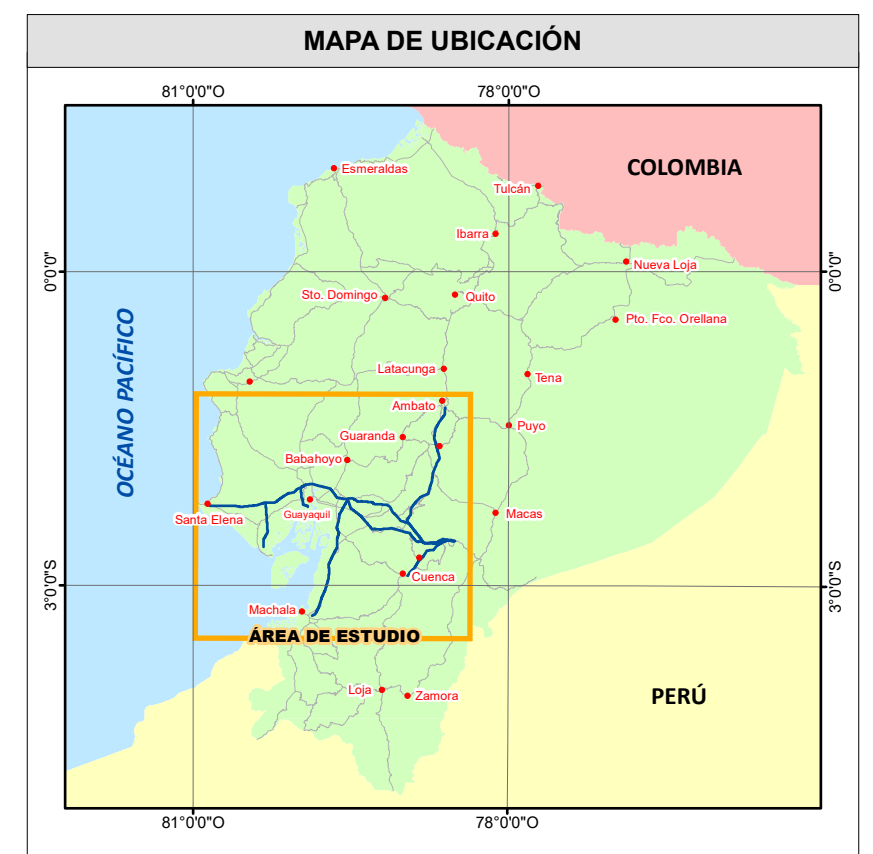 MAPA DE UBICACIÓN
81°0'0"O
78°0'0"O
COLOMBIA
Esmeraldas
Tulcán
Ibarra
Nueva Loja
0°0'0"
0°0'0"
Sto. Domingo
Quito
Pto. Fco. Orellana
OCÉANO PACÍFICO
Latacunga
Tena
Ambato
Puyo
Guaranda
Babahoyo
Santa Elena
Guayaquil
Macas
Cuenca
3°0'0"S
3°0'0"S
Machala
ÁREA DE ESTUDIO
Loja
Zamora
PERÚ
81°0'0"O
78°0'0"O